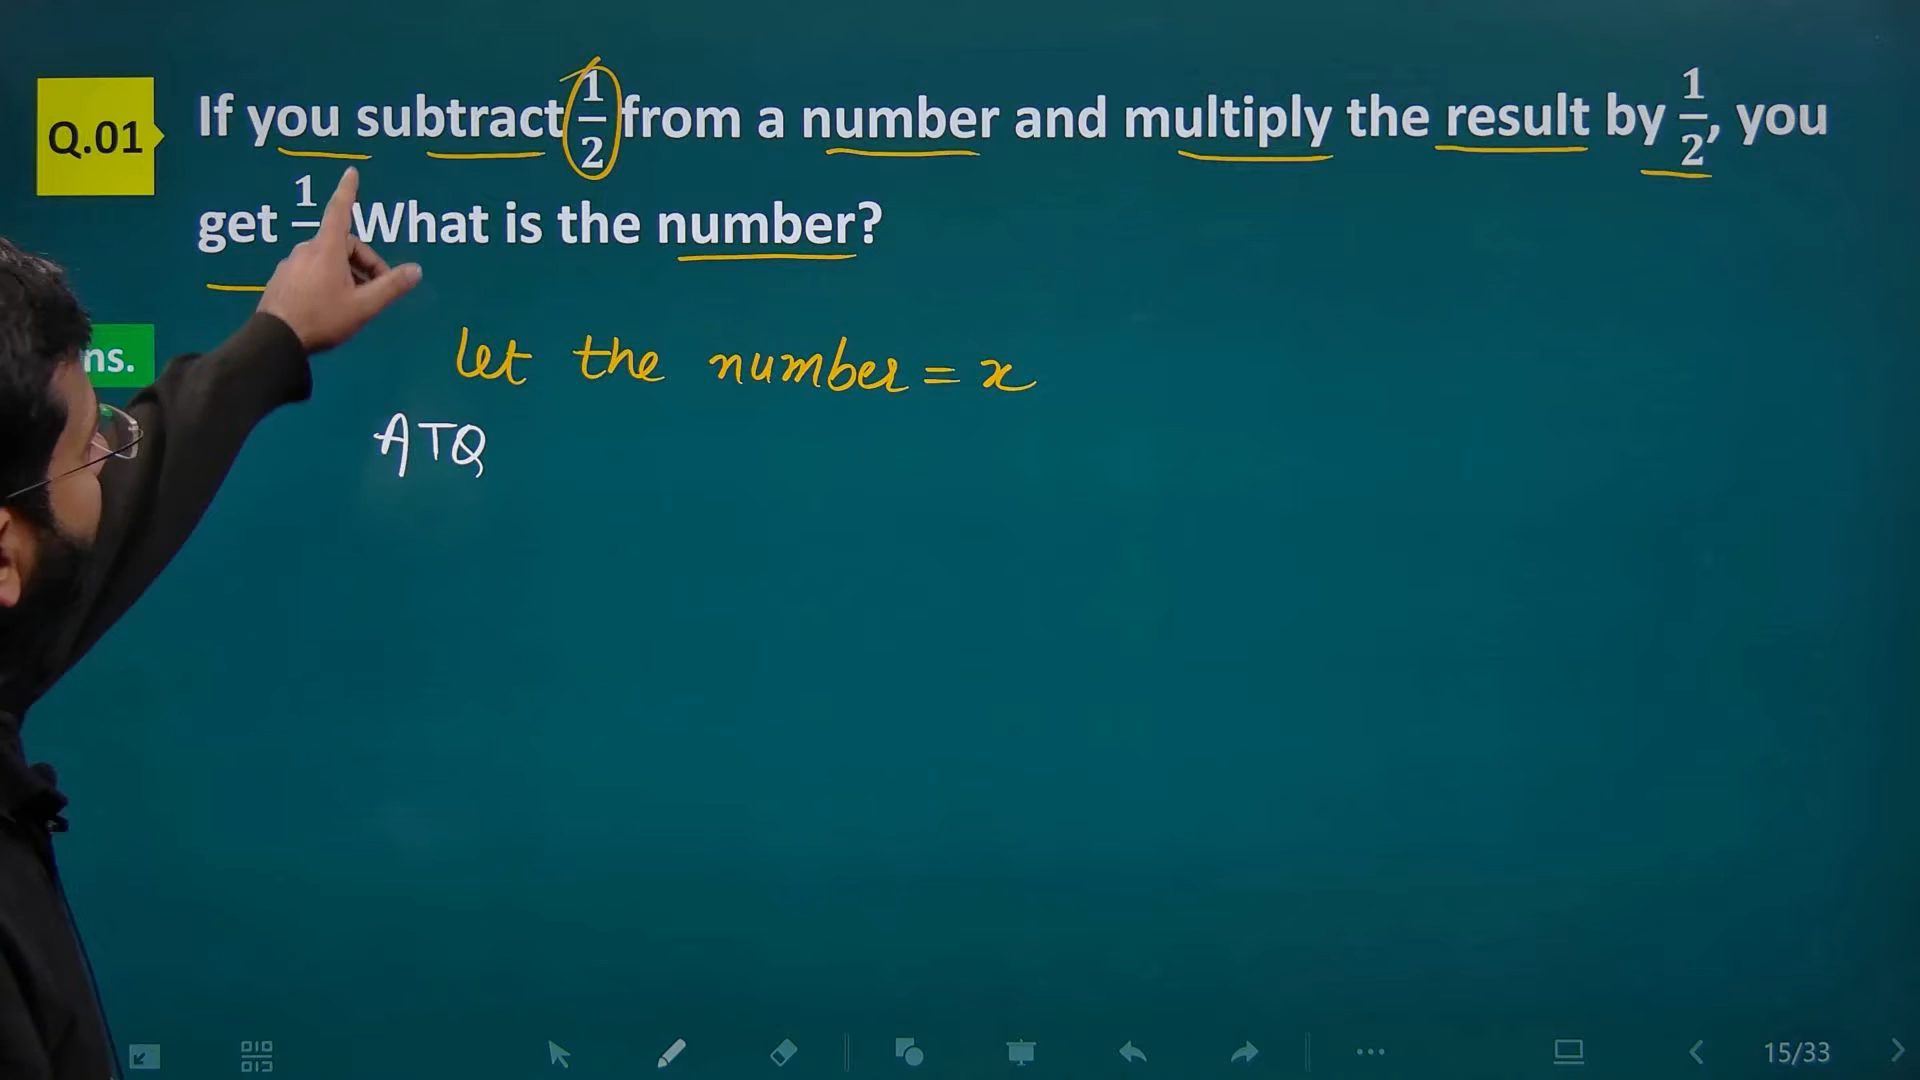 Q.01
If you subtract 1/2 from a number and multiply the result by 1/2, you
get 1 What is the number?
ns.
let the number = x
ATQ
15/33